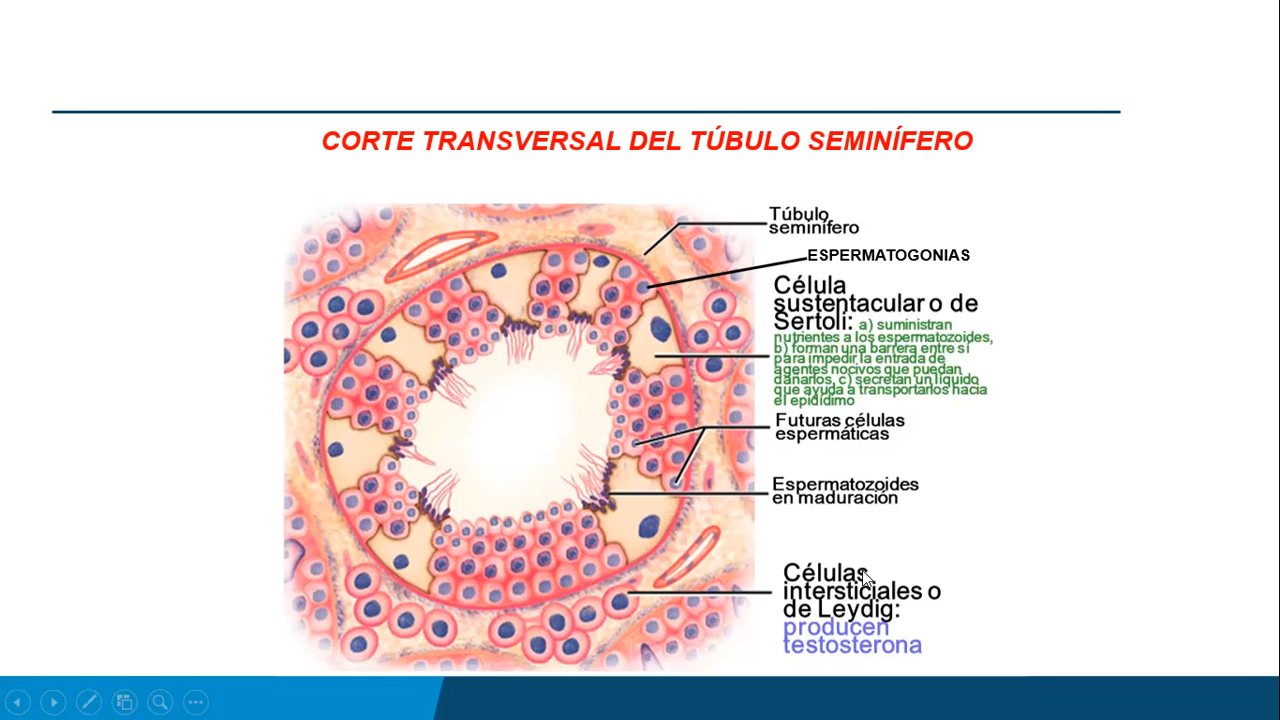 CORTE TRANSVERSAL DEL TÚBULO SEMINÍFERO
Túbulo
seminífero
ESPERMATOGONIAS
Célula
sustentacular o de
Sertoli: a) suministran
nutrientes a los espermatozoides,
b) forman una barrera entre sí
para impedir la entrada de
agentes nocivos que puedan
dañarlos, c) secretan un líquido
que ayuda a transportarlos hacia
el epidídimo
Futuras células
espermáticas
Espermatozoides
en maduración
Células
intersticiales o
de Leydig:
producen
testosterona